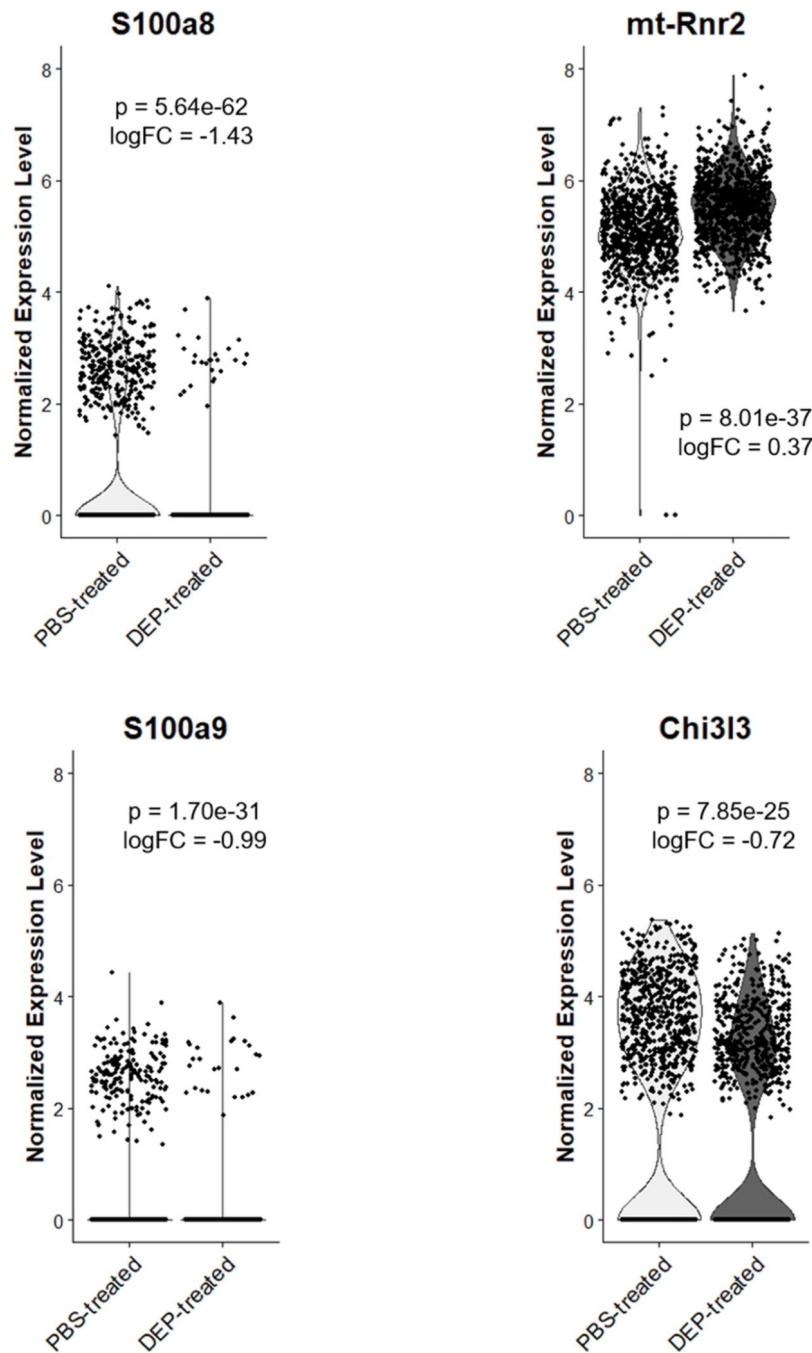 S100a8
Normalized Expression Level
8
6
4
2
0
p = 5.64e-62
logFC = -1.43
PBS-treated
DEP-treated
mt-Rnr2
Normalized Expression Level
8
6
4
2
0
p = 8.01e-37
logFC = 0.37
PBS-treated
DEP-treated
S100a9
Normalized Expression Level
8
6
4
2
0
p = 1.70e-31
logFC = -0.99
PBS-treated
DEP-treated
Chi3l3
Normalized Expression Level
8
6
4
2
0
p = 7.85e-25
logFC = -0.72
PBS-treated
DEP-treated